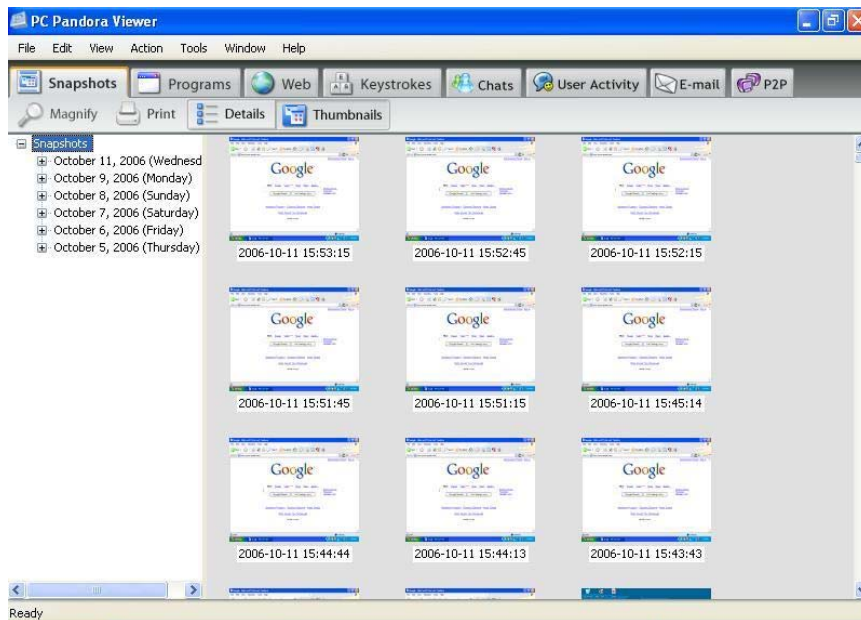 PC Pandora Viewer
File Edit View Action Tools Window Help
Snapshots Programs Web Keystrokes Chats User Activity E-mail P2P
Magnify Print Details Thumbnails
Snapshots
October 11, 2006 (Wednesd
October 9, 2006 (Monday)
October 8, 2006 (Sunday)
October 7, 2006 (Saturday)
October 6, 2006 (Friday)
October 5, 2006 (Thursday)
Google Google Google
2006-10-11 15:53:15 2006-10-11 15:52:45 2006-10-11 15:52:15
Google Google Google
2006-10-11 15:51:45 2006-10-11 15:51:15 2006-10-11 15:45:14
Google Google Google
2006-10-11 15:44:44 2006-10-11 15:44:13 2006-10-11 15:43:43
Ready